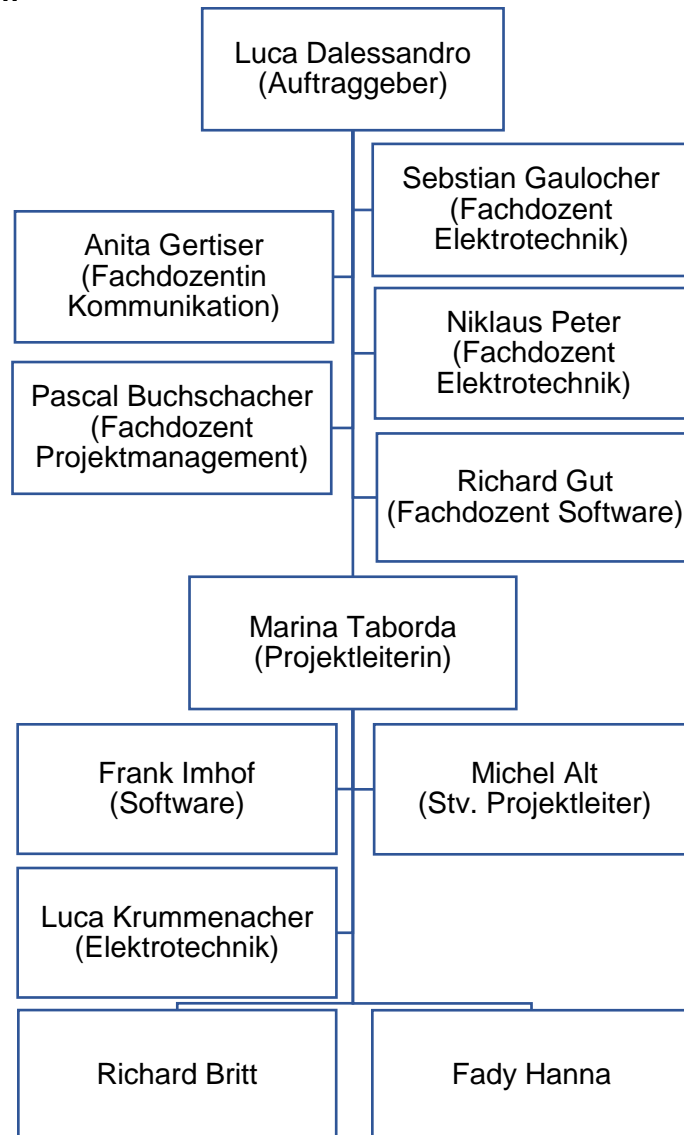 Luca Dalessandro
(Auftraggeber)
Sebstian Gaulocher
(Fachdozent
Elektrotechnik)
Anita Gertiser
(Fachdozentin
Kommunikation)
Niklaus Peter
(Fachdozent
Elektrotechnik)
Pascal Buchschacher
(Fachdozent
Projektmanagement)
Richard Gut
(Fachdozent Software)
Marina Taborda
(Projektleiterin)
Frank Imhof
(Software)
Michel Alt
(Stv. Projektleiter)
Luca Krummenacher
(Elektrotechnik)
Richard Britt
Fady Hanna